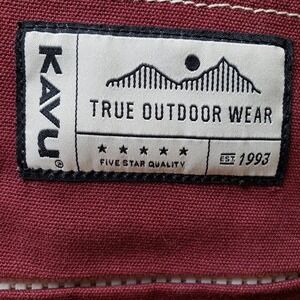 KAVU®
TRUE OUTDOOR WEAR
★ ★ ★ ★ ★
FIVE STAR QUALITY
EST. 1993